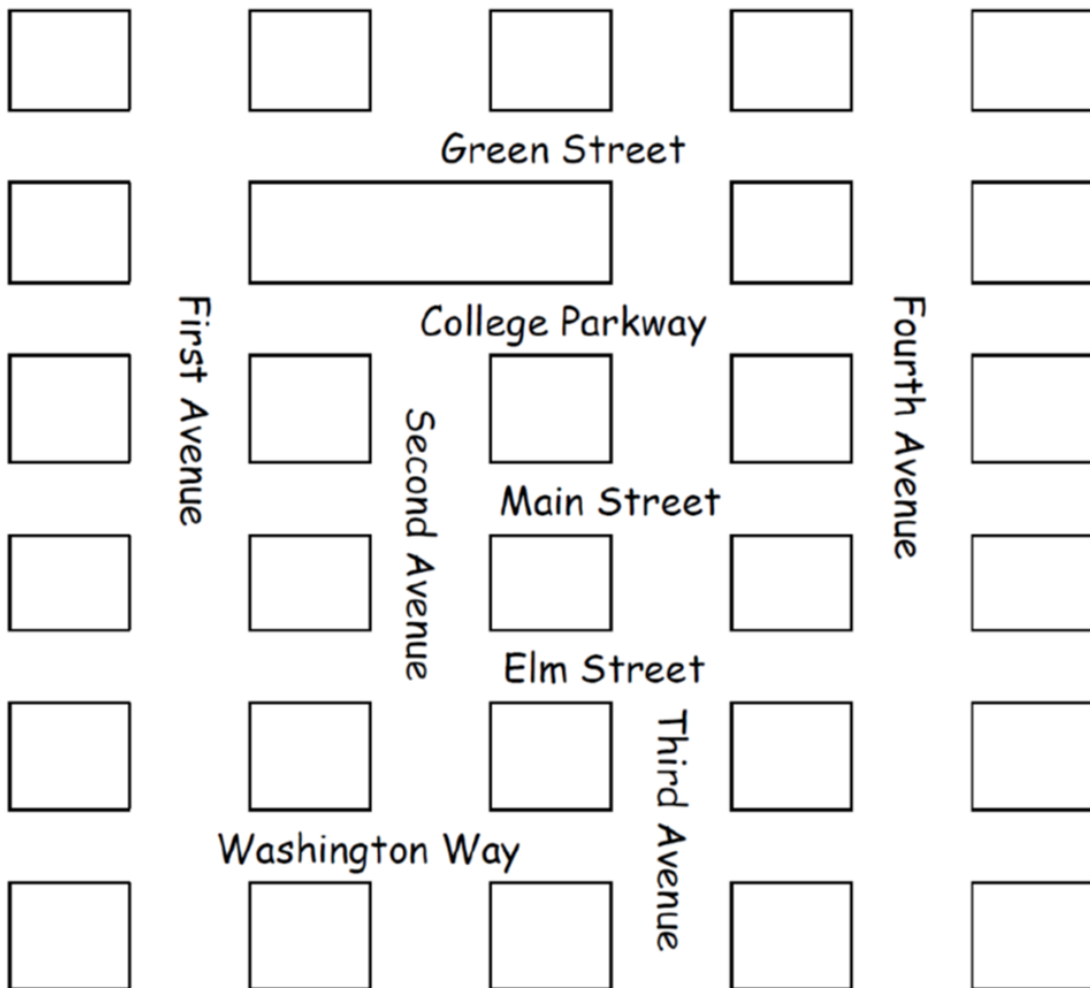 Green Street
College Parkway
First Avenue
Fourth Avenue
Second Avenue
Main Street
Elm Street
Third Avenue
Washington Way